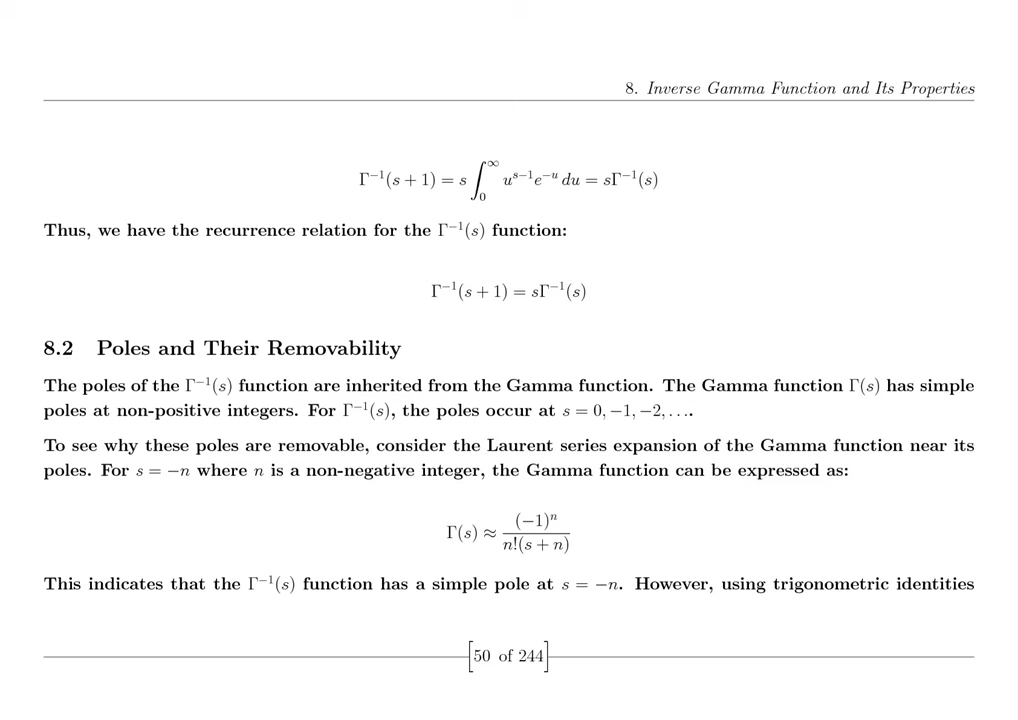 8. Inverse Gamma Function and Its Properties
Γ⁻¹(s + 1) = s ∫₀^∞ uˢ⁻¹e⁻ᵘ du = sΓ⁻¹(s)
Thus, we have the recurrence relation for the Γ⁻¹(s) function:
Γ⁻¹(s + 1) = sΓ⁻¹(s)
8.2 Poles and Their Removability
The poles of the Γ⁻¹(s) function are inherited from the Gamma function. The Gamma function Γ(s) has simple
poles at non-positive integers. For Γ⁻¹(s), the poles occur at s = 0, −1, −2, . . ..
To see why these poles are removable, consider the Laurent series expansion of the Gamma function near its
poles. For s = −n where n is a non-negative integer, the Gamma function can be expressed as:
Γ(s) ≈ (−1)ⁿ / n!(s + n)
This indicates that the Γ⁻¹(s) function has a simple pole at s = −n. However, using trigonometric identities
[50 of 244]